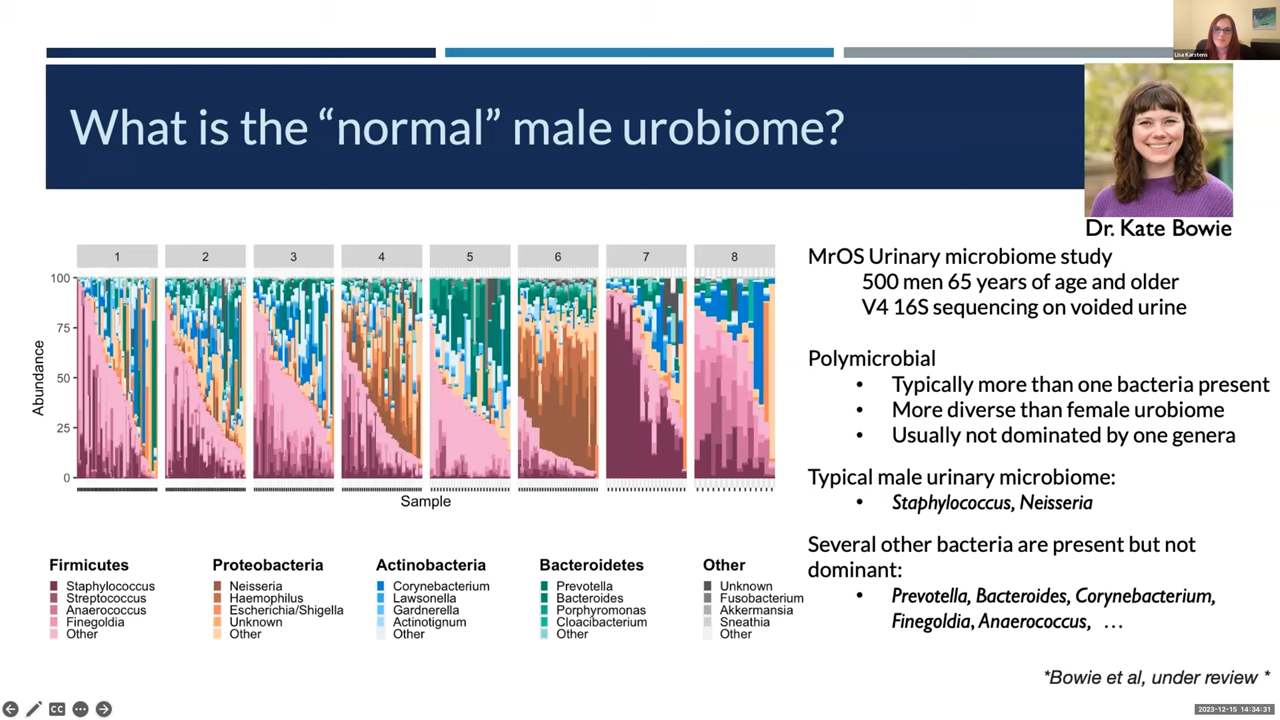 Lisa Karstens
What is the “normal” male urobiome?
Dr. Kate Bowie
1 2 3 4 5 6 7 8
100
75
50
25
0
Abundance
Sample
Firmicutes
Staphylococcus
Streptococcus
Anaerococcus
Finegoldia
Other
Proteobacteria
Neisseria
Haemophilus
Escherichia/Shigella
Unknown
Other
Actinobacteria
Corynebacterium
Lawsonella
Gardnerella
Actinotignum
Other
Bacteroidetes
Prevotella
Bacteroides
Porphyromonas
Cloacibacterium
Other
Other
Unknown
Fusobacterium
Akkermansia
Sneathia
Other
MrOS Urinary microbiome study
500 men 65 years of age and older
V4 16S sequencing on voided urine
Polymicrobial
• Typically more than one bacteria present
• More diverse than female urobiome
• Usually not dominated by one genera
Typical male urinary microbiome:
• Staphylococcus, Neisseria
Several other bacteria are present but not
dominant:
• Prevotella, Bacteroides, Corynebacterium,
Finegoldia, Anaerococcus, …
*Bowie et al, under review *
CC
2023-12-15 14:34:31